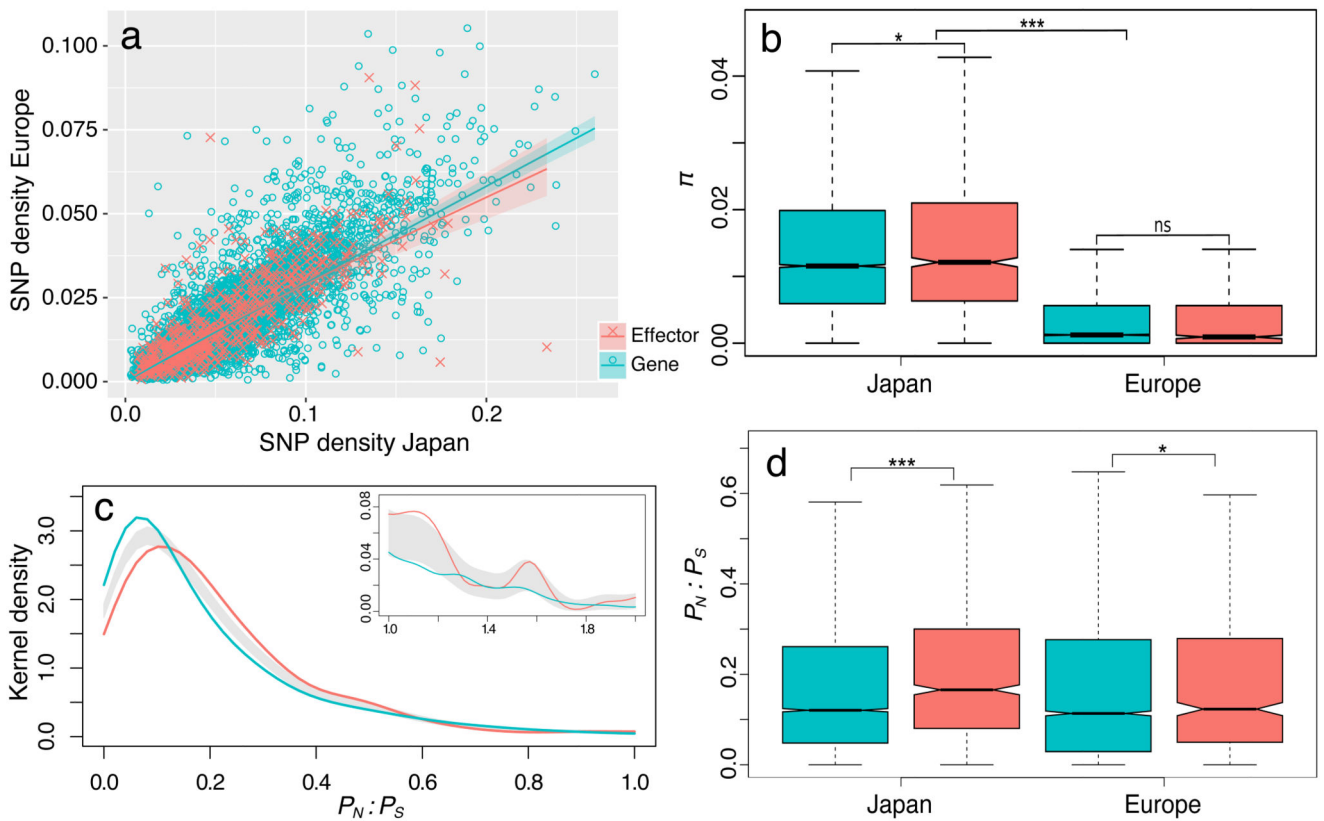 a
SNP density Europe
0.100
0.075
0.050
0.025
0.000
0.0
0.1
0.2
SNP density Japan
Effector
Gene
b
π
0.04
0.02
0.00
*
***
ns
Japan
Europe
c
Kernel density
3.0
2.0
1.0
0.0
0.0
0.2
0.4
0.6
0.8
1.0
PN : PS
0.08
0.04
0.00
1.0
1.4
1.8
d
PN : PS
0.6
0.4
0.2
0.0
***
*
Japan
Europe